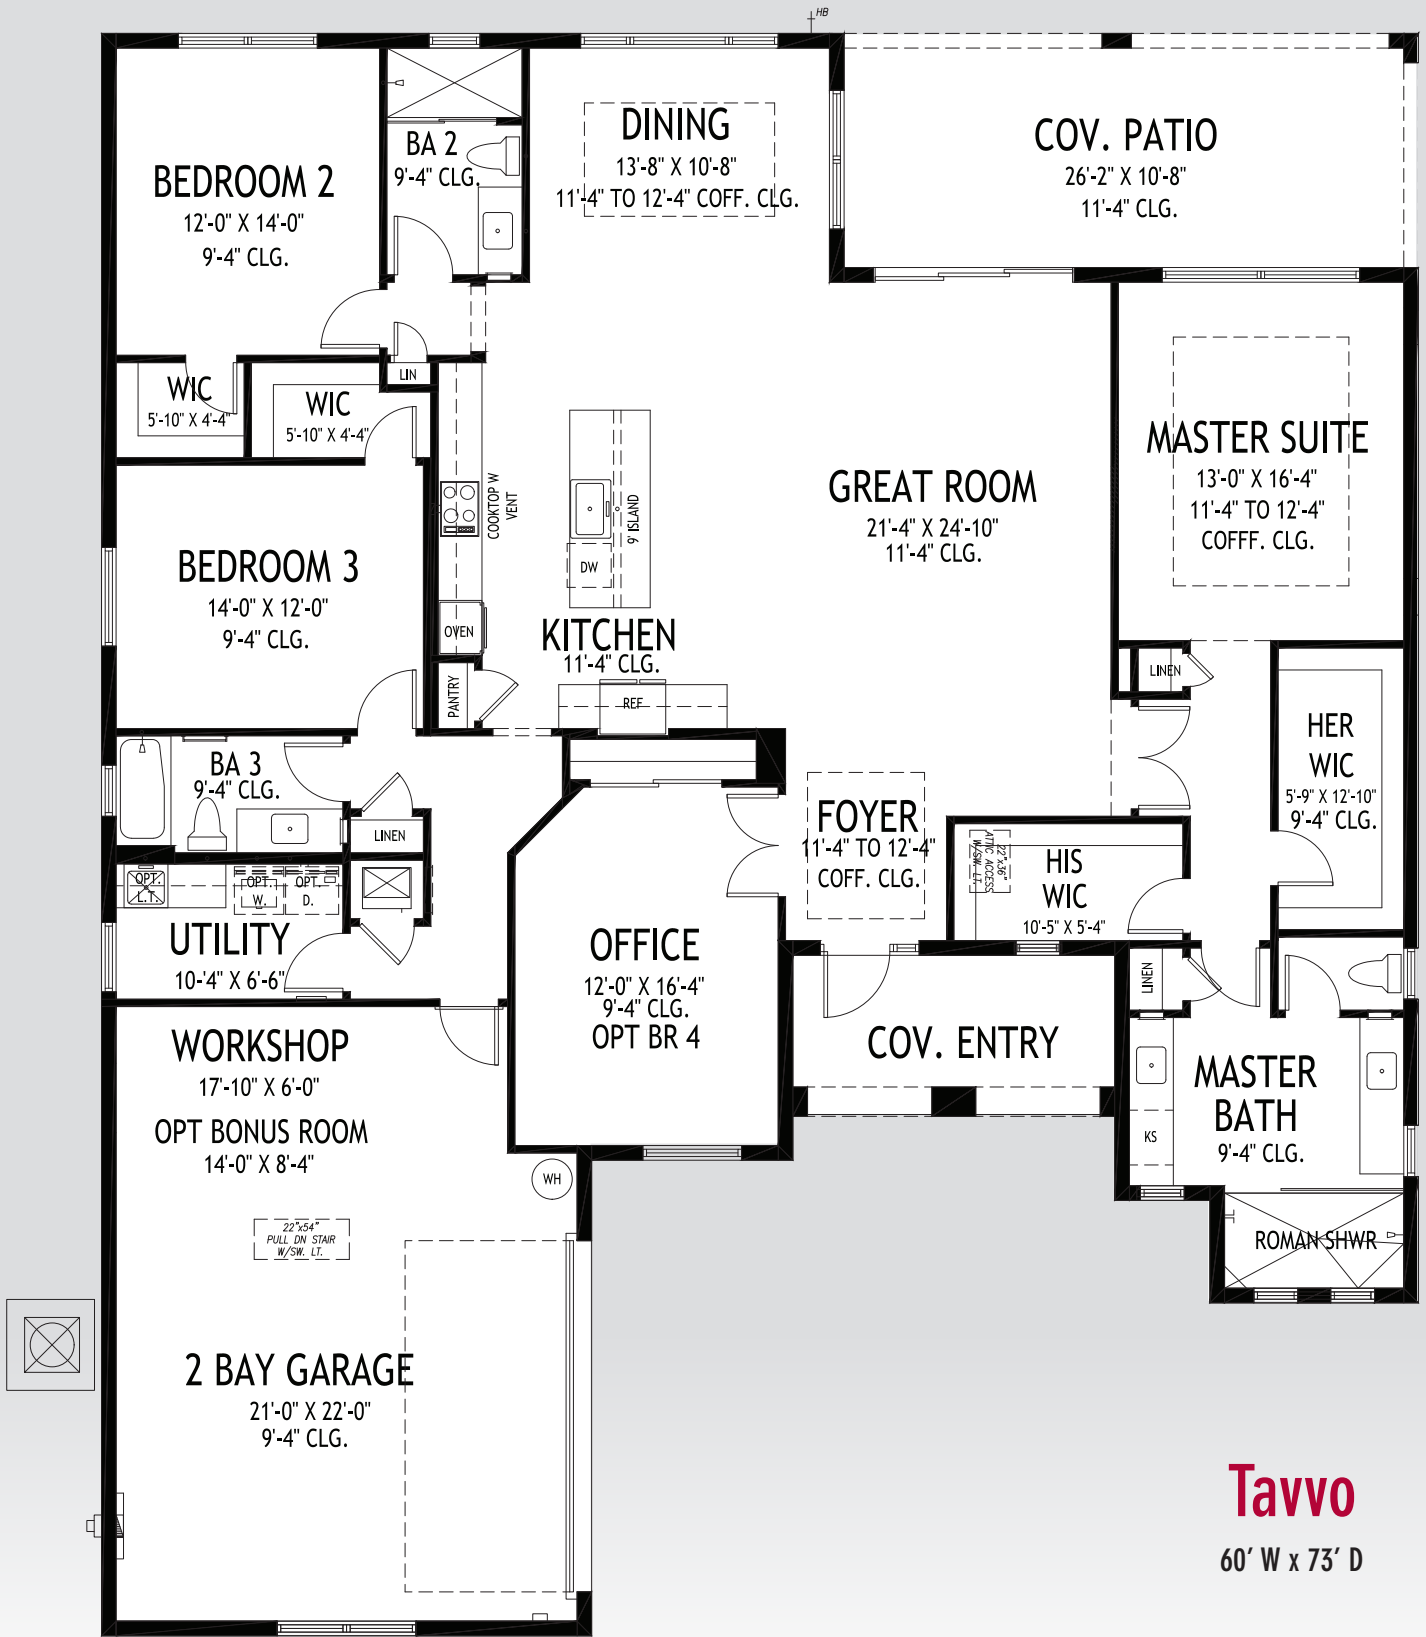 HB
BEDROOM 2
12'-0" X 14'-0"
9'-4" CLG.
BA 2
9'-4" CLG.
DINING
13'-8" X 10'-8"
11'-4" TO 12'-4" COFF. CLG.
COV. PATIO
26'-2" X 10'-8"
11'-4" CLG.
WIC
5'-10" X 4'-4"
WIC
5'-10" X 4'-4"
LIN
COOKTOP W
VENT
9' ISLAND
DW
OVEN
KITCHEN
11'-4" CLG.
PANTRY
REF
GREAT ROOM
21'-4" X 24'-10"
11'-4" CLG.
MASTER SUITE
13'-0" X 16'-4"
11'-4" TO 12'-4"
COFFF. CLG.
BEDROOM 3
14'-0" X 12'-0"
9'-4" CLG.
LINEN
HER
WIC
5'-9" X 12'-10"
9'-4" CLG.
BA 3
9'-4" CLG.
LINEN
FOYER
11'-4" TO 12'-4"
COFF. CLG.
22"x36"
ATTIC ACCESS
W/SW. LT.
HIS
WIC
10'-5" X 5'-4"
OPT.
L.T.
OPT.
W.
OPT.
D.
UTILITY
10-'4" X 6'-6"
OFFICE
12'-0" X 16'-4"
9'-4" CLG.
OPT BR 4
COV. ENTRY
LINEN
MASTER
BATH
9'-4" CLG.
KS
ROMAN SHWR
WORKSHOP
17'-10" X 6'-0"
OPT BONUS ROOM
14'-0" X 8'-4"
WH
22"x54"
PULL DN STAIR
W/SW. LT.
2 BAY GARAGE
21'-0" X 22'-0"
9'-4" CLG.
Tavvo
60' W x 73' D